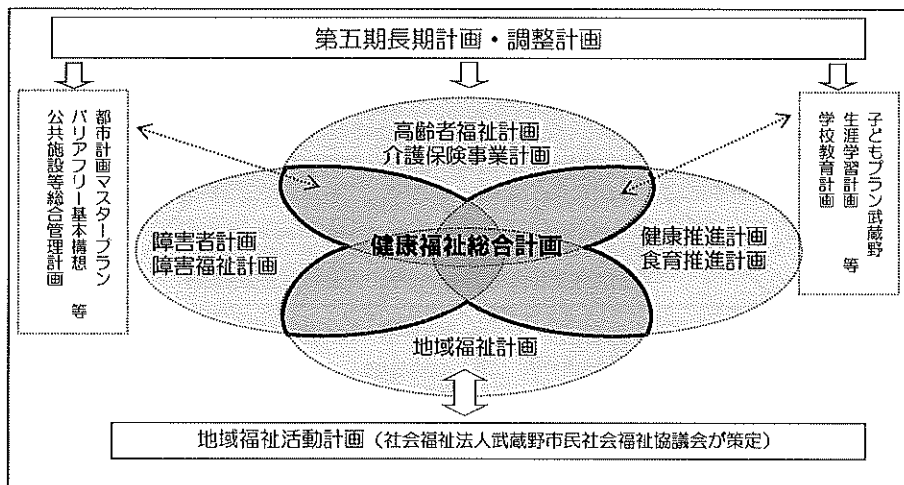 第五期長期計画・調整計画
都市計画マスタープラン
バリアフリー基本構想　等
公共施設等総合管理計画
高齢者福祉計画
介護保険事業計画
子どもプラン武蔵野
生涯学習計画　等
学校教育計画
障害者計画
障害福祉計画
健康福祉総合計画
健康推進計画
食育推進計画
地域福祉計画
地域福祉活動計画（社会福祉法人武蔵野市民社会福祉協議会が策定）